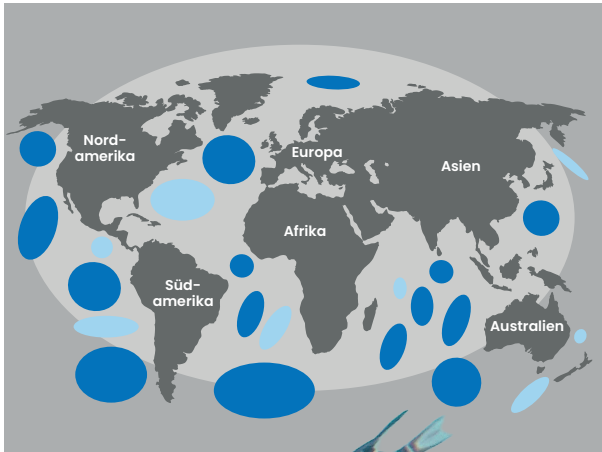 Nord-
amerika
Europa
Asien
Afrika
Süd-
amerika
Australien